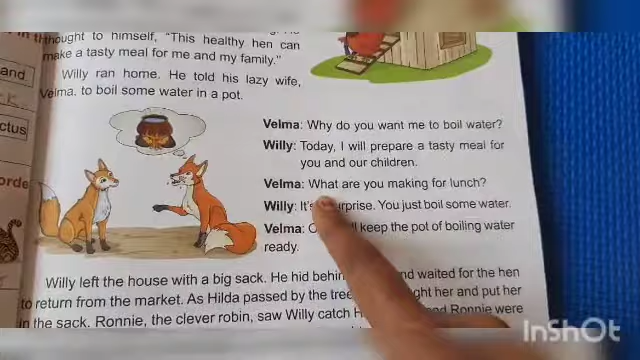 thought to himself, "This healthy hen can
make a tasty meal for me and my family."
Willy ran home. He told his lazy wife,
Velma, to boil some water in a pot.
and
ctus
orde
Velma: Why do you want me to boil water?
Willy: Today, I will prepare a tasty meal for
you and our children.
Velma: What are you making for lunch?
Willy: It's urprise. You just boil some water.
Velma: keep the pot of boiling water
ready.
Willy left the house with a big sack. He hid behin nd waited for the hen
to return from the market. As Hilda passed by the tree ght her and put her
in the sack. Ronnie, the clever robin, saw Willy catch H d Ronnie were
InShOt